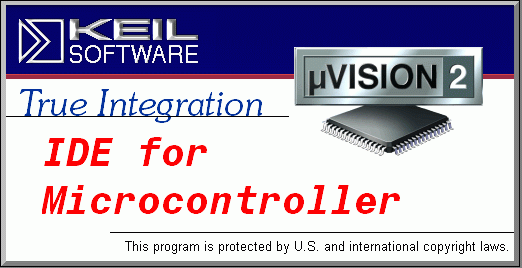 KEIL
SOFTWARE
µVISION 2
True Integration
IDE for
Microcontroller
This program is protected by U.S. and international copyright laws.